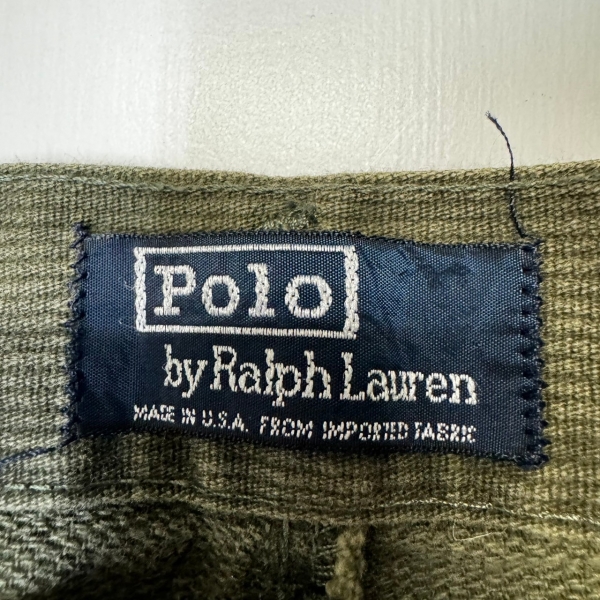 Polo
by Ralph Lauren
MADE IN U.S.A. FROM IMPORTED FABRIC